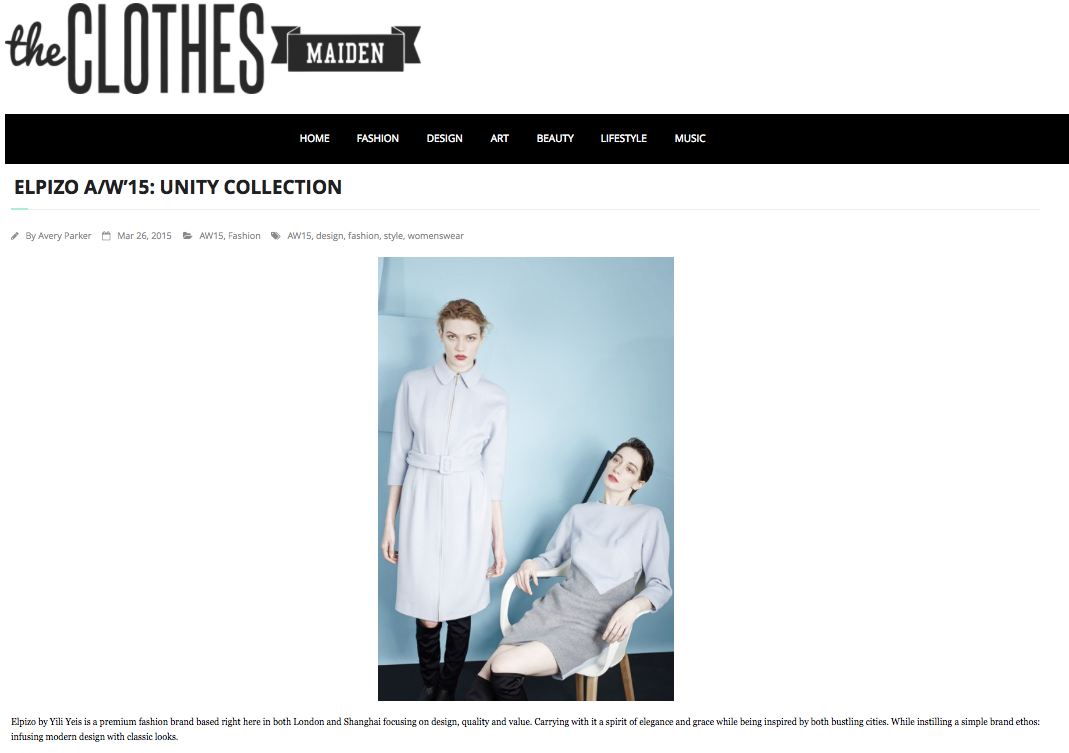 the CLOTHES MAIDEN
HOME FASHION DESIGN ART BEAUTY LIFESTYLE MUSIC
ELPIZO A/W'15: UNITY COLLECTION
By Avery Parker Mar 26, 2015 AW15, Fashion AW15, design, fashion, style, womenswear
Elpizo by Yili Yeis is a premium fashion brand based right here in both London and Shanghai focusing on design, quality and value. Carrying with it a spirit of elegance and grace while being inspired by both bustling cities. While instilling a simple brand ethos:
infusing modern design with classic looks.